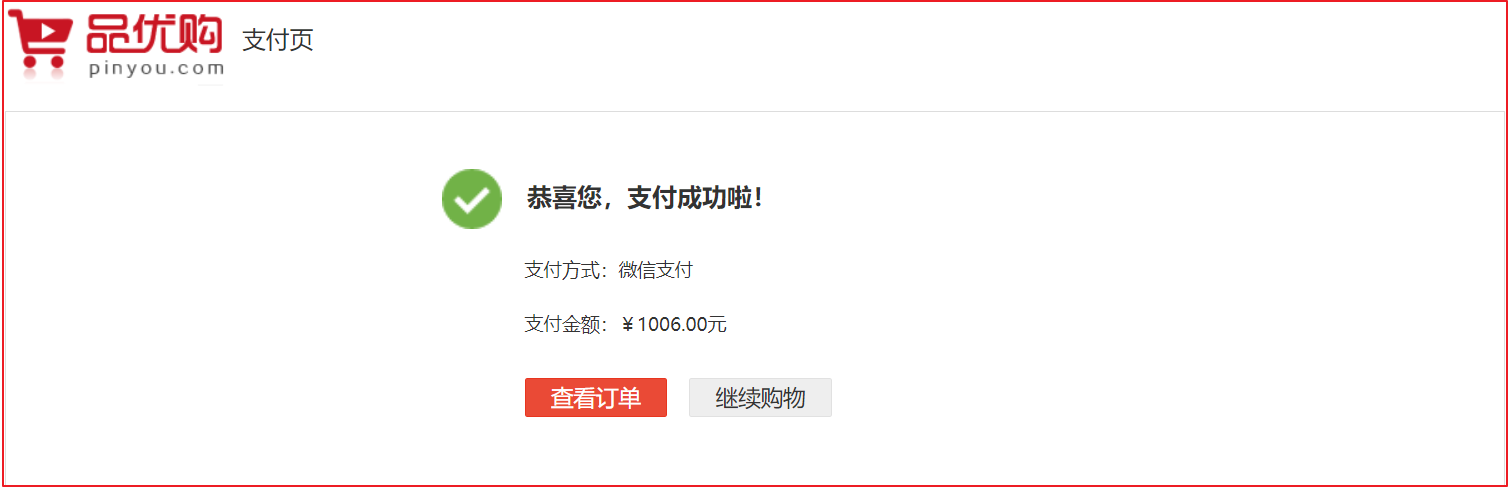 品优购 支付页
pinyou.com
恭喜您，支付成功啦！
支付方式：微信支付
支付金额：￥1006.00元
查看订单 继续购物